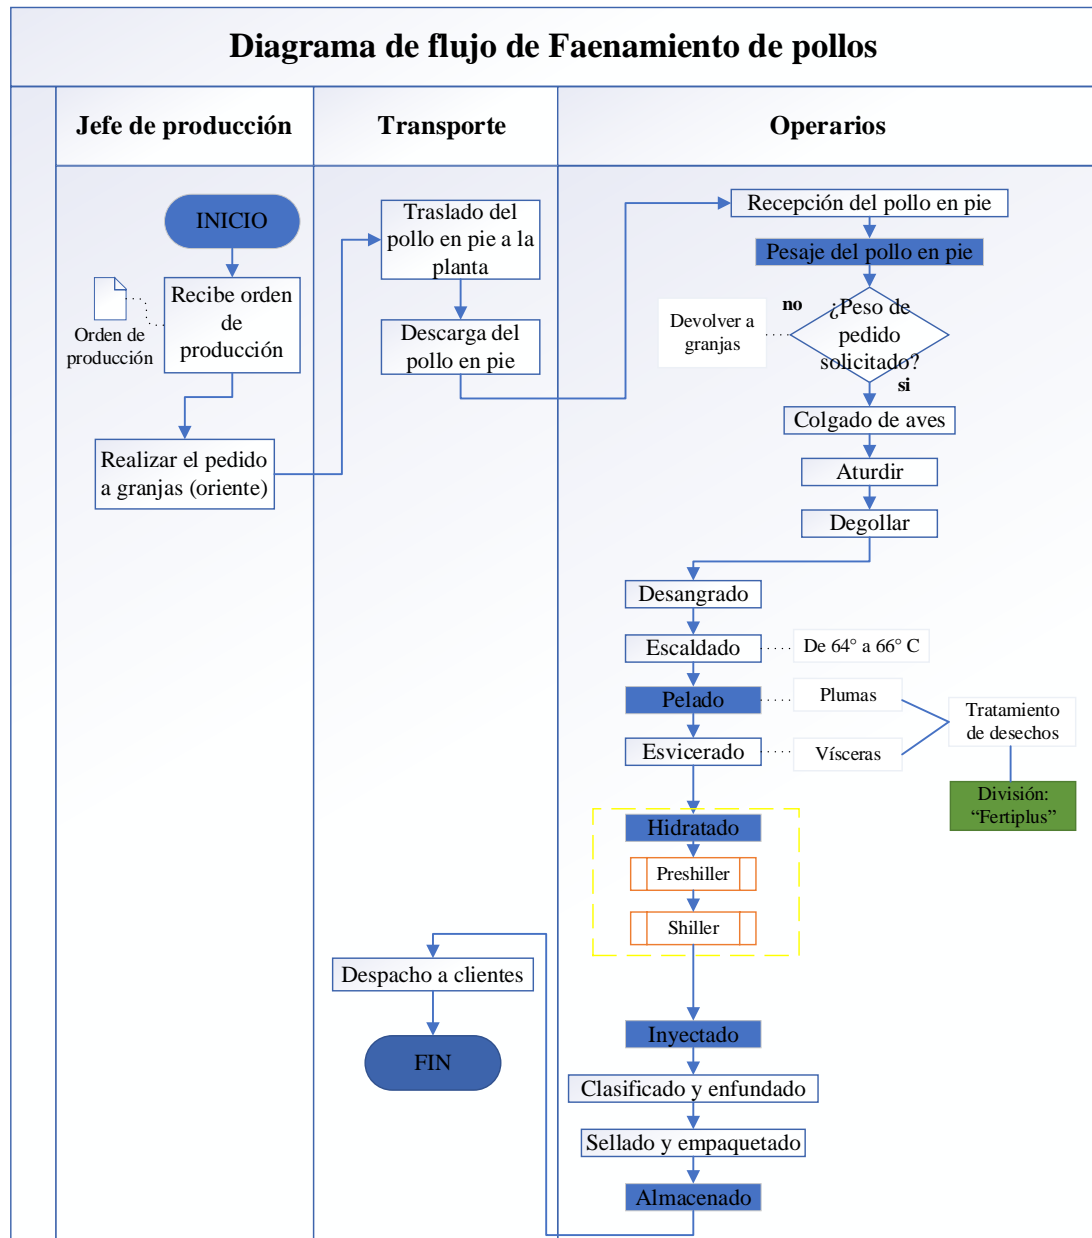 Diagrama de flujo de Faenamiento de pollos
Jefe de producción
Transporte
Operarios
INICIO
Recibe orden
de
producción
Orden de
producción
Realizar el pedido
a granjas (oriente)
Traslado del
pollo en pie a la
planta
Descarga del
pollo en pie
Recepción del pollo en pie
Pesaje del pollo en pie
¿Peso de
pedido
solicitado?
no
Devolver a
granjas
si
Colgado de aves
Aturdir
Degollar
Desangrado
Escaldado
De 64° a 66° C
Pelado
Plumas
Esvicerado
Vísceras
Tratamiento
de desechos
División:
“Fertiplus”
Hidratado
Preshiller
Shiller
Inyectado
Clasificado y enfundado
Sellado y empaquetado
Almacenado
Despacho a clientes
FIN